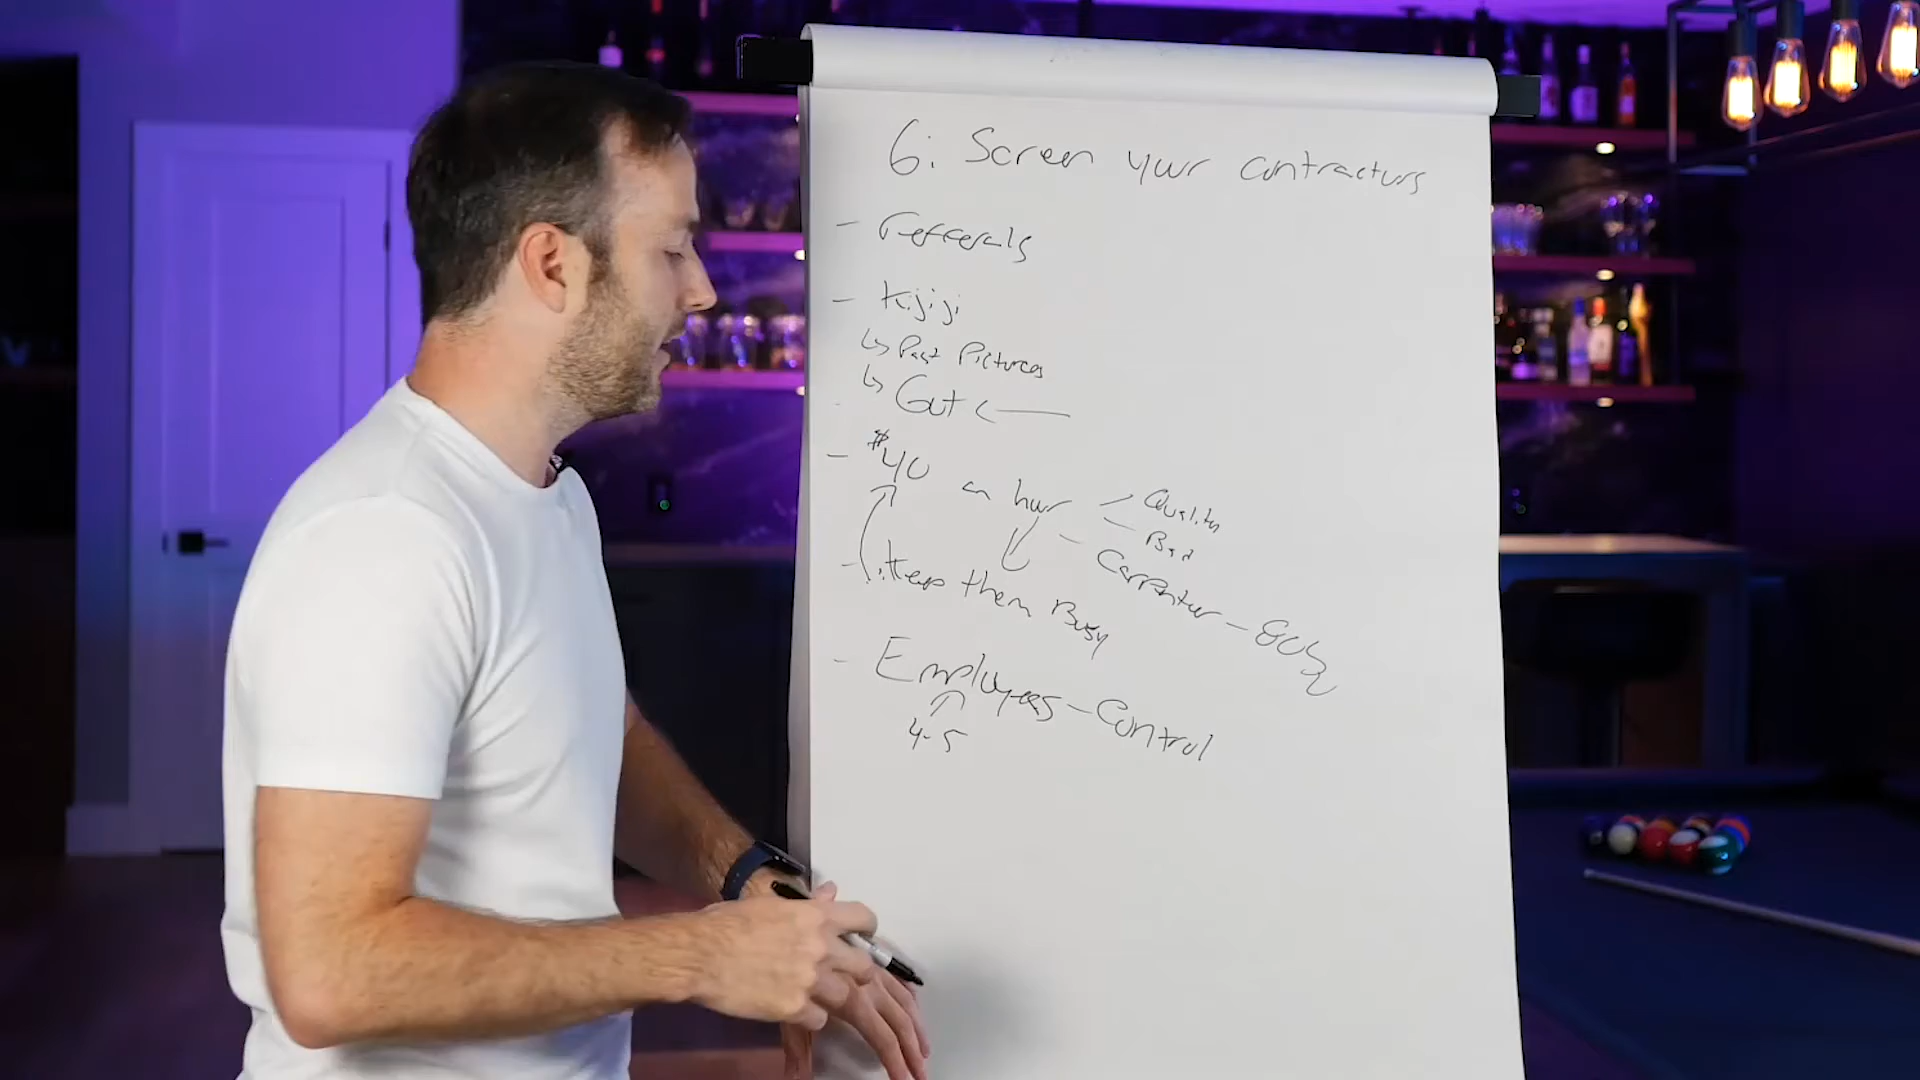 6: Screen your contractors
- referrals
- Kijiji
↳ Past Pictures
↳ Gut ←
- $40 an hour - Quality
- Bad
- Carpenter -
- Keep them Busy
- Employees - Control
4-5